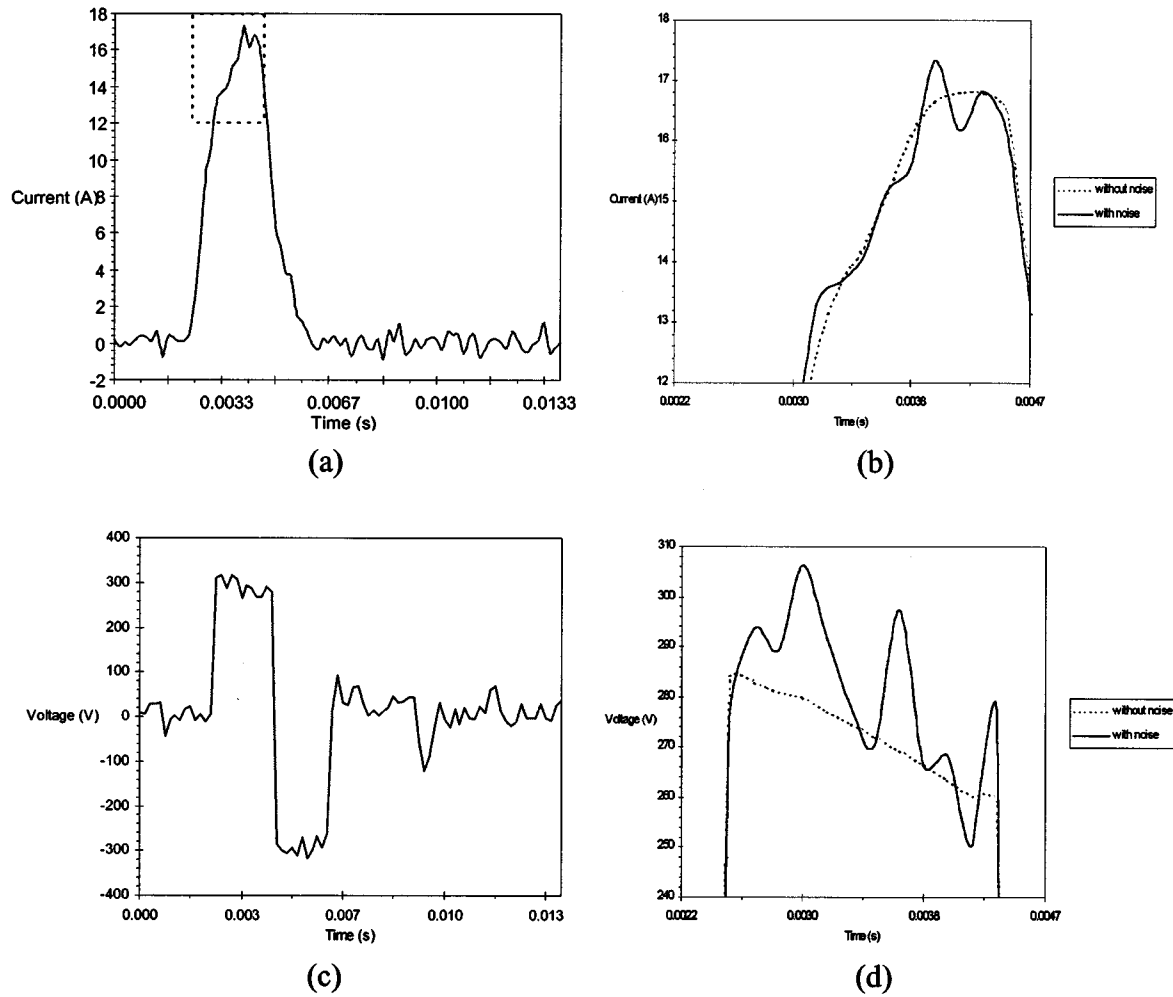 18
16
14
12
10
Current (A)8
6
4
2
0
-2
0.0000 0.0033 0.0067 0.0100 0.0133
Time (s)
(a)
18
17
16
Current (A)15
14
13
12
0.0022 0.0030 0.0038 0.0047
Time (s)
without noise
with noise
(b)
400
300
200
100
Voltage (V) 0
-100
-200
-300
-400
0.000 0.003 0.007 0.010 0.013
Time (s)
(c)
310
300
290
280
Voltage (V)
270
260
250
240
0.0022 0.0030 0.0038 0.0047
Time (s)
without noise
with noise
(d)